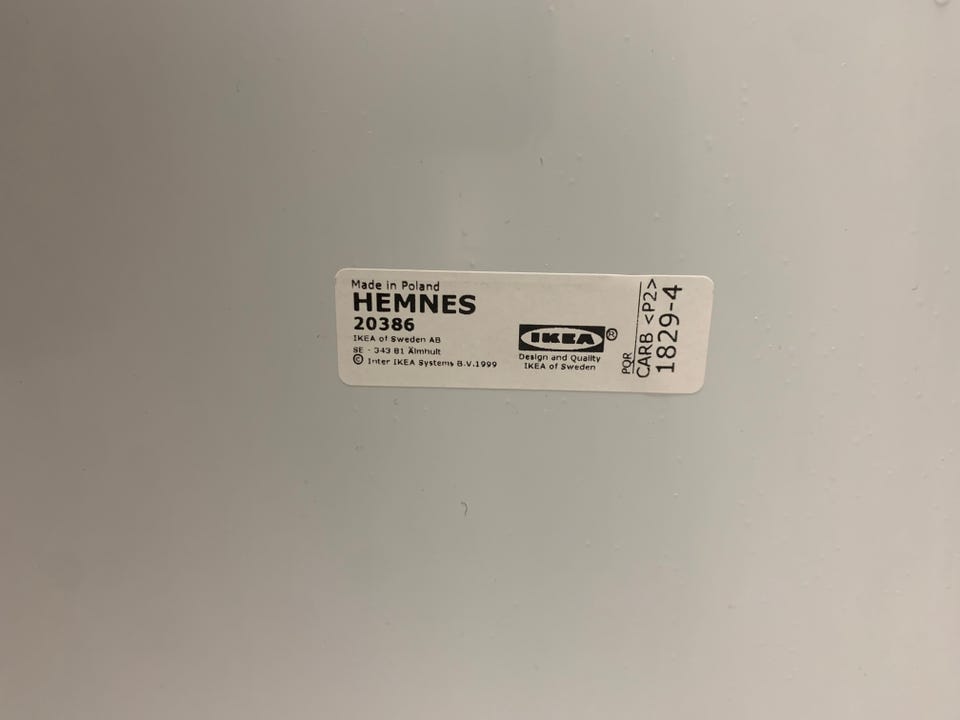 Made in Poland
HEMNES
20386
IKEA of Sweden AB
SE - 343 81 Älmhult
© Inter IKEA Systems B.V.1999
IKEA®
Design and Quality
IKEA of Sweden
PQR
CARB <P2>
1829-4